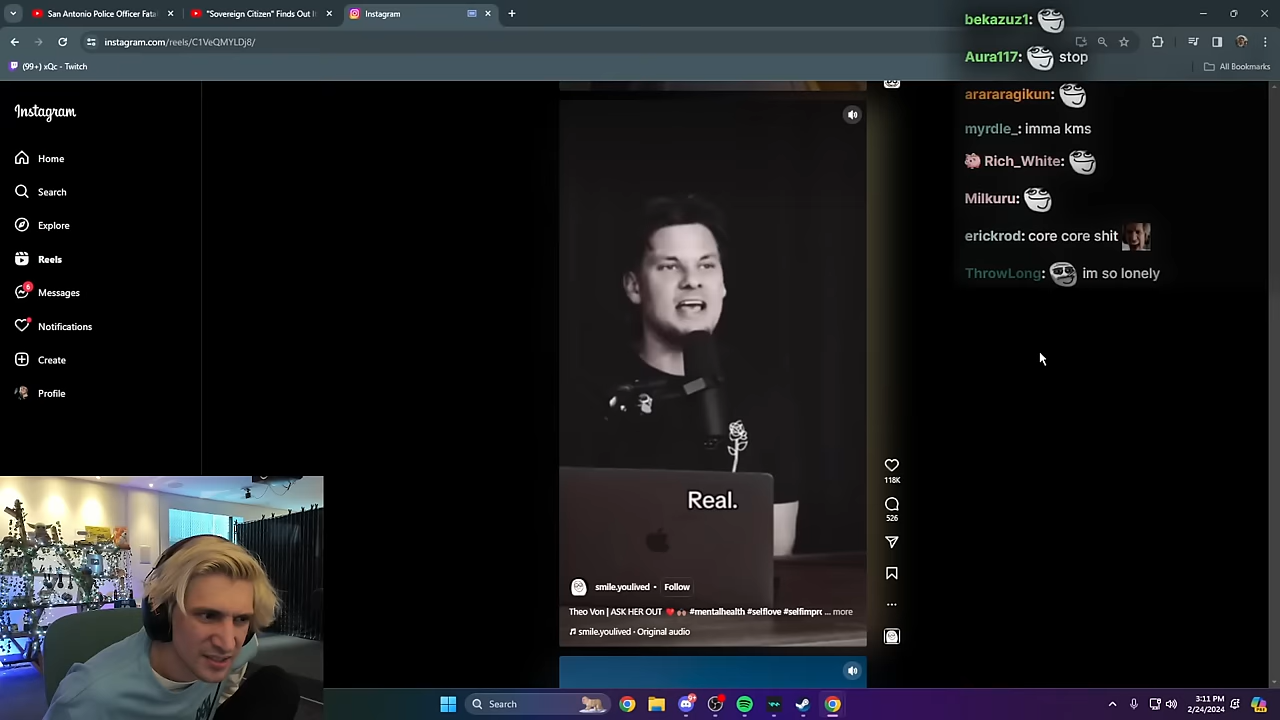 San Antonio Police Officer Fata
"Sovereign Citizen" Finds Out I
Instagram
instagram.com/reels/C1VeQMYLDj8/
(99+) xQc - Twitch
All Bookmarks
Instagram
Home
Search
Explore
Reels
6
Messages
Notifications
Create
Profile
Real.
smile.youlived •
Follow
Theo Von | ASK HER OUT #mentalhealth #selflove #selfimpr ... more
smile.youlived · Original audio
118K
526
bekazuz1:
Aura117: stop
arararagikun:
myrdle_: imma kms
Rich_White:
Milkuru:
erickrod: core core shit
ThrowLong: im so lonely
Search
3:11 PM
2/24/2024